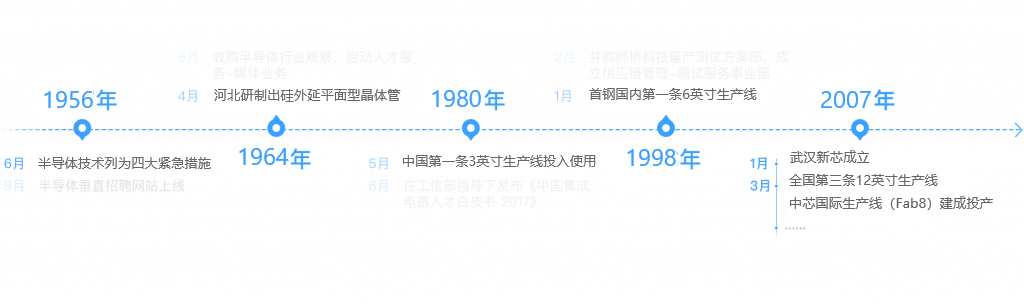 1956年
6月 半导体技术列为四大紧急措施
9月 半导体垂直招聘网站上线
6月 收购半导体行业观察，启动人才服
务-媒体业务
4月 河北研制出硅外延平面型晶体管
1964年
1980年
5月 中国第一条3英寸生产线投入使用
6月 在工信部指导下发布《中国集成
电路人才白皮书 2017》
2月 并购师桥科技量产测试方案部，成
立供应链管理-测试服务事业部
1月 首钢国内第一条6英寸生产线
1998年
2007年
1月 武汉新芯成立
3月 全国第三条12英寸生产线
中芯国际生产线（Fab8）建成投产
......